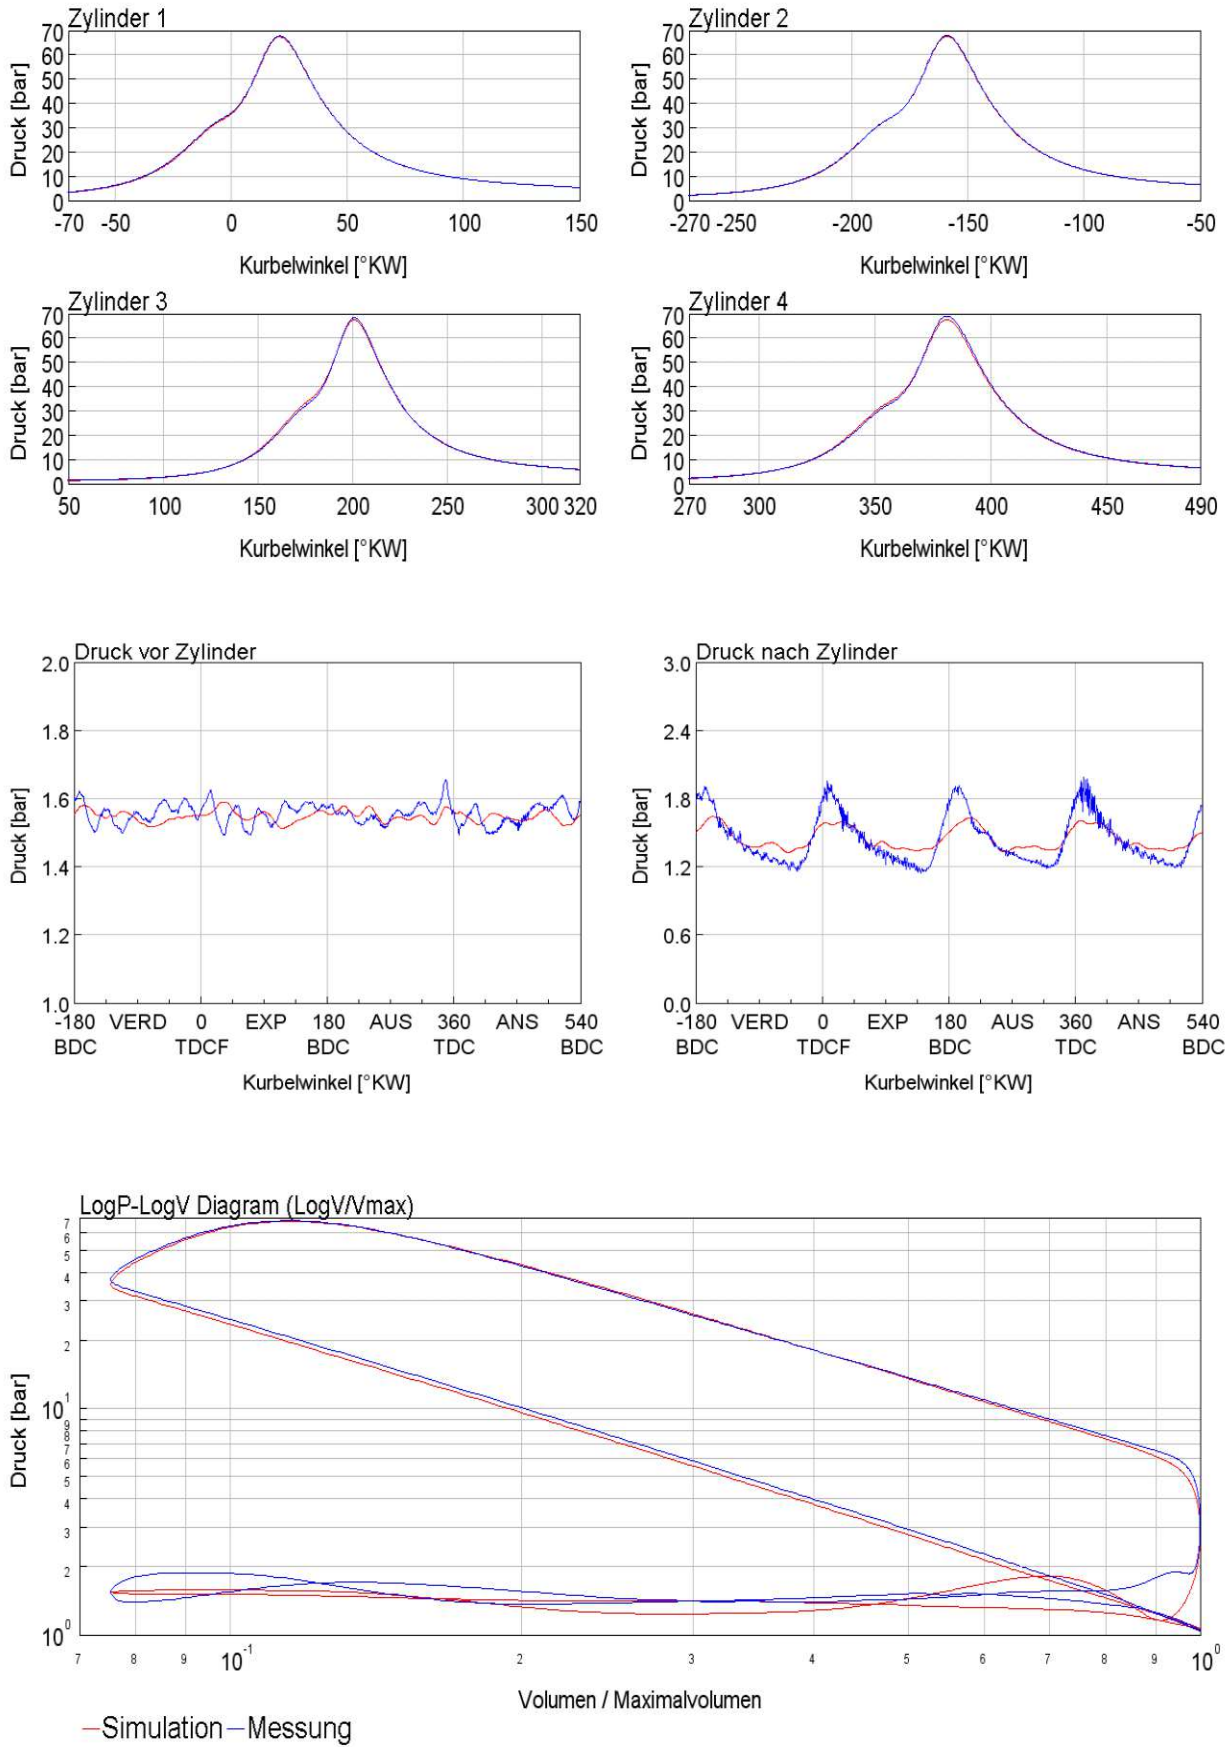 Zylinder 1
Druck [bar]
70
60
50
40
30
20
10
0
-70 -50 0 50 100 150
Kurbelwinkel [°KW]
Zylinder 2
Druck [bar]
70
60
50
40
30
20
10
0
-270 -250 -200 -150 -100 -50
Kurbelwinkel [°KW]
Zylinder 3
Druck [bar]
70
60
50
40
30
20
10
0
50 100 150 200 250 300 320
Kurbelwinkel [°KW]
Zylinder 4
Druck [bar]
70
60
50
40
30
20
10
0
270 300 350 400 450 490
Kurbelwinkel [°KW]
Druck vor Zylinder
Druck [bar]
2.0
1.8
1.6
1.4
1.2
1.0
-180 VERD 0 EXP 180 AUS 360 ANS 540
BDC TDCF BDC TDC BDC
Kurbelwinkel [°KW]
Druck nach Zylinder
Druck [bar]
3.0
2.4
1.8
1.2
0.6
0.0
-180 VERD 0 EXP 180 AUS 360 ANS 540
BDC TDCF BDC TDC BDC
Kurbelwinkel [°KW]
LogP-LogV Diagram (LogV/Vmax)
Druck [bar]
7
6
5
4
3
2
10¹
9
8
7
6
5
4
3
2
10⁰
7 8 9 10⁻¹ 2 3 4 5 6 7 8 9 10⁰
Volumen / Maximalvolumen
Simulation Messung